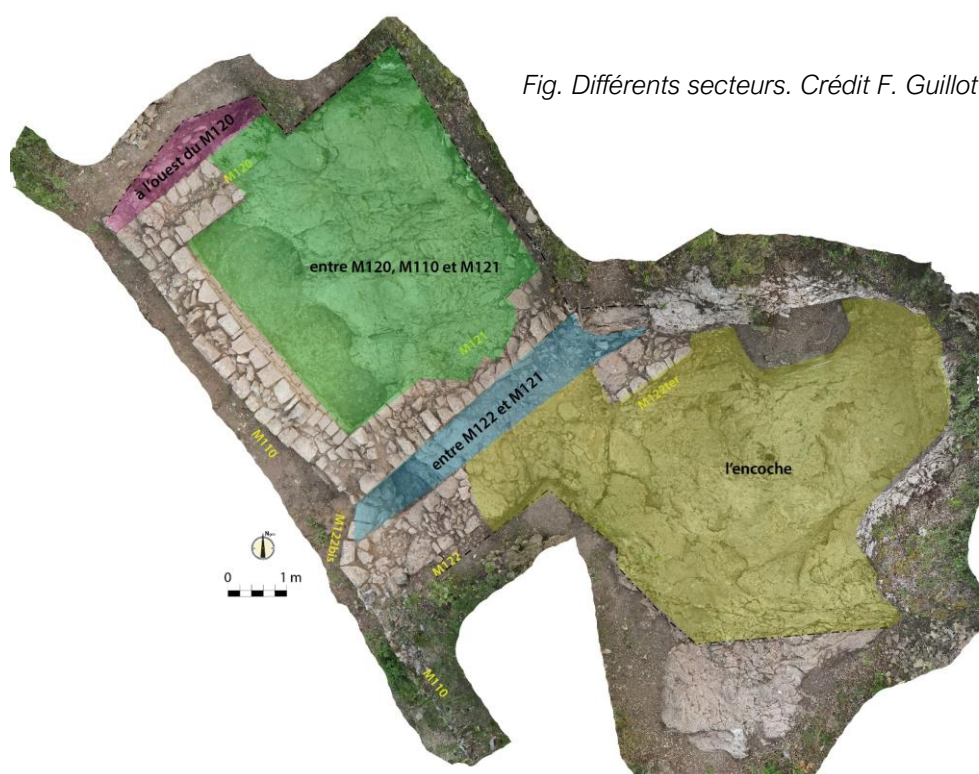 Fig. Différents secteurs. Crédit F. Guillot
à l'ouest du M120
M120
entre M120, M110 et M121
M121
M122ter
entre M122 et M121
l'encoche
M110
M122bis
M122
N
0 1 m
M110